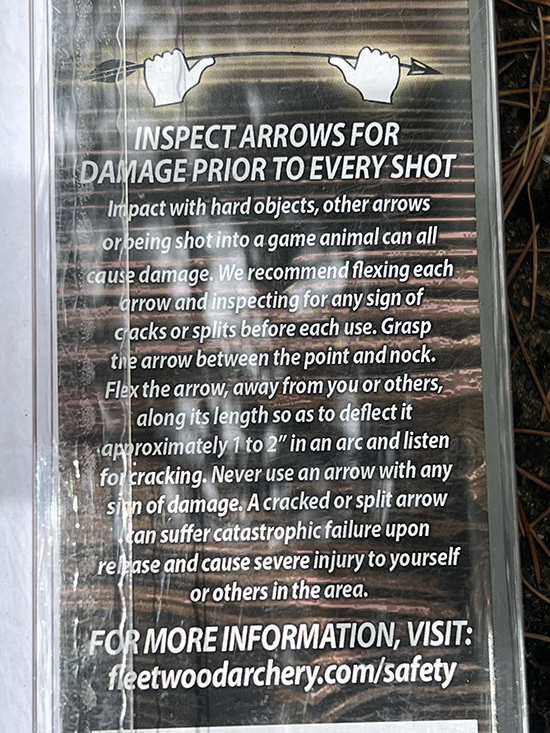 INSPECT ARROWS FOR
DAMAGE PRIOR TO EVERY SHOT
Impact with hard objects, other arrows
or being shot into a game animal can all
cause damage. We recommend flexing each
arrow and inspecting for any sign of
cracks or splits before each use. Grasp
the arrow between the point and nock.
Flex the arrow, away from you or others,
along its length so as to deflect it
approximately 1 to 2" in an arc and listen
for cracking. Never use an arrow with any
sign of damage. A cracked or split arrow
can suffer catastrophic failure upon
release and cause severe injury to yourself
or others in the area.
FOR MORE INFORMATION, VISIT:
fleetwoodarchery.com/safety